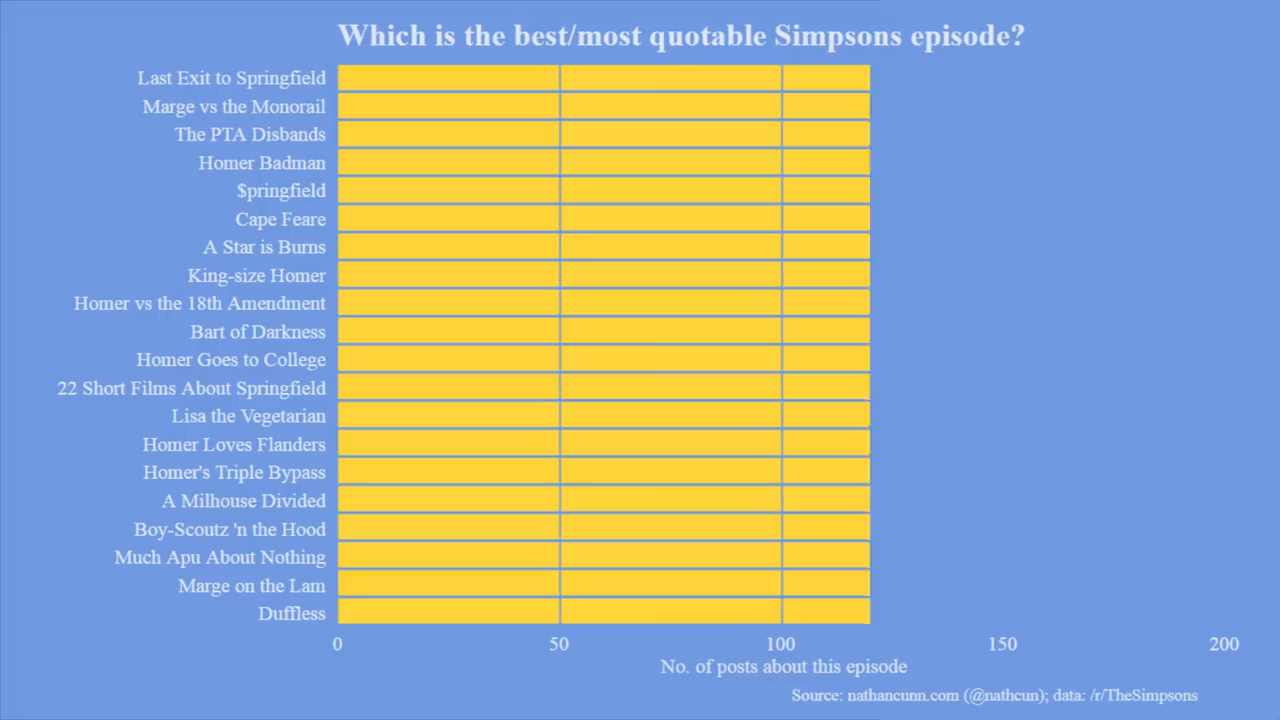 Which is the best/most quotable Simpsons episode?
Last Exit to Springfield
Marge vs the Monorail
The PTA Disbands
Homer Badman
$pringfield
Cape Feare
A Star is Burns
King-size Homer
Homer vs the 18th Amendment
Bart of Darkness
Homer Goes to College
22 Short Films About Springfield
Lisa the Vegetarian
Homer Loves Flanders
Homer's Triple Bypass
A Milhouse Divided
Boy-Scoutz 'n the Hood
Much Apu About Nothing
Marge on the Lam
Duffless
0 50 100 150 200
No. of posts about this episode
Source: nathancunn.com (@nathcun); data: /r/TheSimpsons